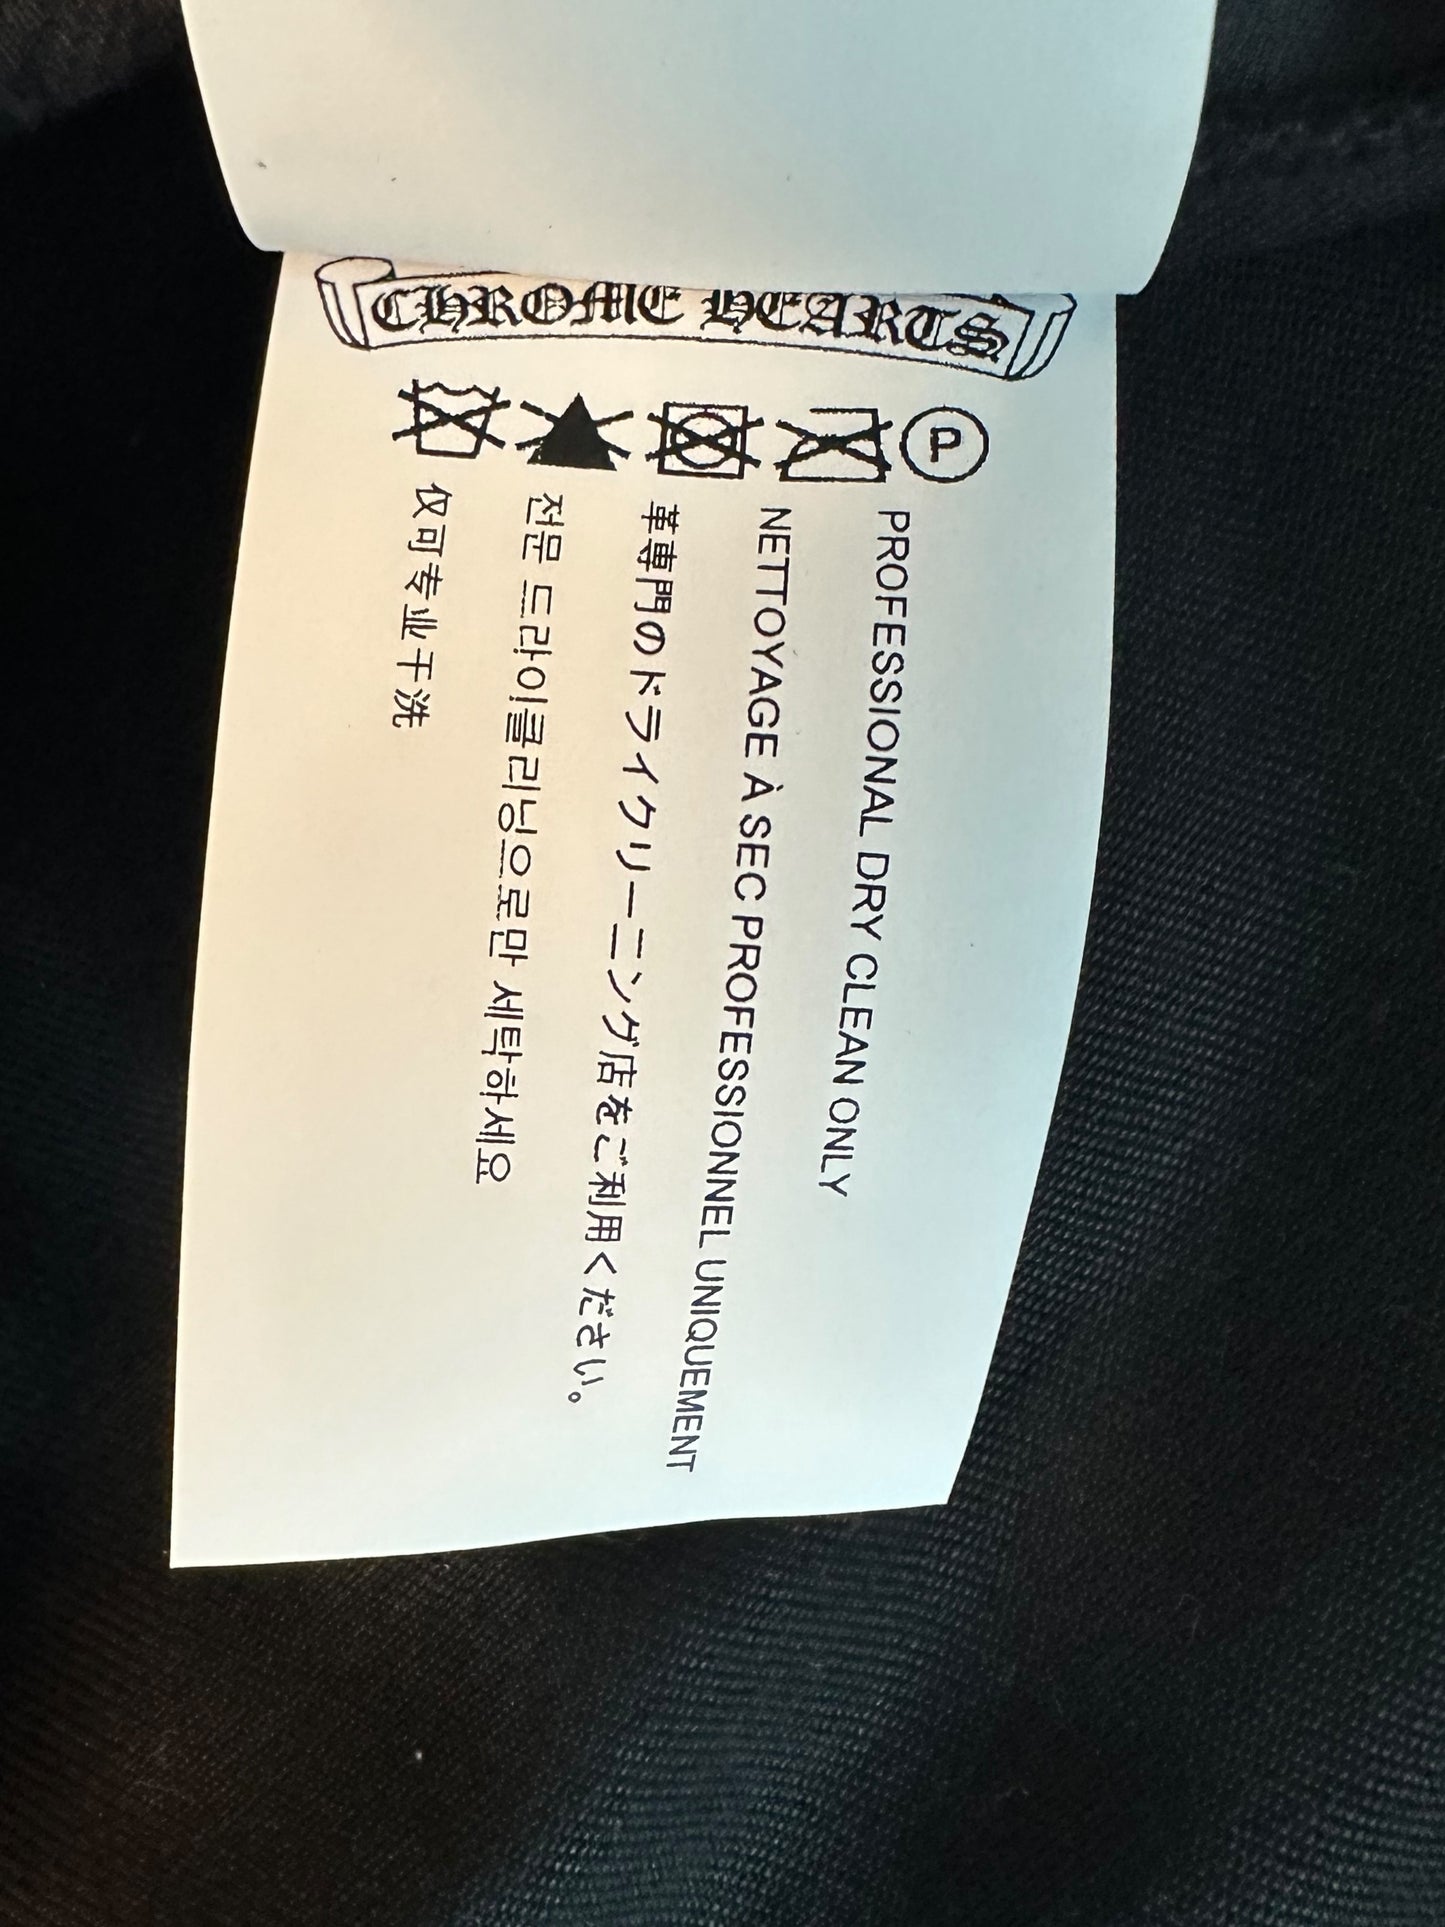 CHROME HEARTS
P
PROFESSIONAL DRY CLEAN ONLY
NETTOYAGE À SEC PROFESSIONNEL UNIQUEMENT
革専門のドライクリーニング店をご利用ください。
전문 드라이클리닝으로만 세탁하세요
仅可专业干洗